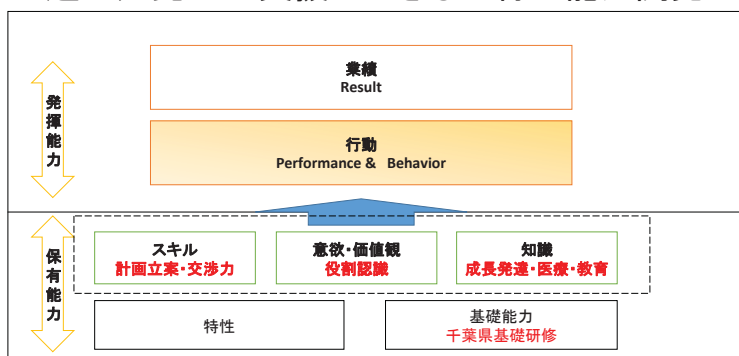 業績
Result
発揮能力
行動
Performance & Behavior
保有能力
スキル
計画立案・交渉力
意欲・価値観
役割認識
知識
成長発達・医療・教育
特性
基礎能力
千葉県基礎研修